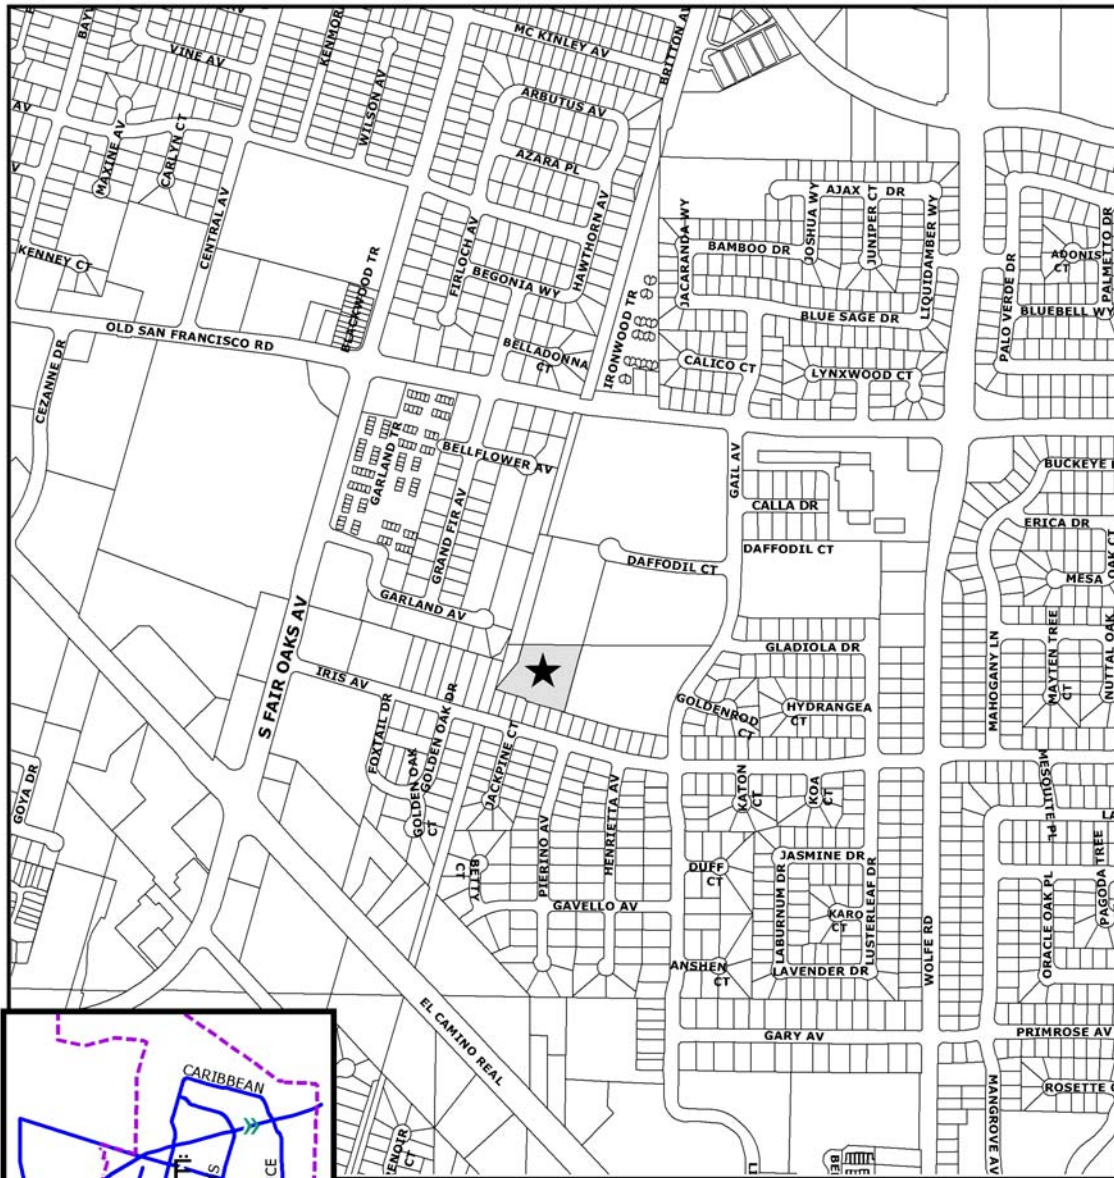 MC KINLEY AV
BRITTON AV
VINE AV
WILSON AV
ARBUTUS AV
AV
MAXINE AV
CARLYN CT
AZARA PL
CENTRAL AV
FIRLOCH AV
HAWTHORN AV
JACARANDA WY
JOSHUA WY
AJAX DR
JUNIPER CT
LIQUIDAMBER WY
BAMBOO DR
PALMETTO DR
ADONIS
CT
KENNEY CT
BEGONIA WY
PALO VERDE DR
BLACKWOOD TR
IRONWOOD TR
BLUE SAGE DR
BLUEBELL WY
OLD SAN FRANCISCO RD
BELLADONNA
CT
CALICO CT
LYNXWOOD CT
CEZANNE DR
GARLAND TR
BELLFLOWER AV
GAIL AV
BUCKEYE
GRAND FIR AV
CALLA DR
ERICA DR
OAK CT
DAFFODIL CT
DAFFODIL CT
MESA
GARLAND AV
S FAIR OAKS AV
IRIS AV
GLADIOLA DR
MAHOGANY LN
MAYTEN TREE
CT
NUTTAL OAK
FOXTAIL DR
GOLDEN OAK DR
GOLDENROD
CT
HYDRANGEA
CT
GOLDEN OAK
CT
JACKPINE CT
GOYA DR
HENRIETTA AV
KATON
CT
KOA
CT
MESQUITE PL
LA
PIERINO AV
BETTY
CT
DUFF
CT
JASMINE DR
PAGODA TREE
LABURNUM DR
LUSTERLEAF DR
KARO
CT
ORACLE OAK PL
GAVELLO AV
WOLFE RD
ANSHEN
CT
LAVENDER DR
EL CAMINO REAL
GARY AV
PRIMROSE AV
MANGROVE AV
ROSETTE
CARIBBEAN
ENOIR
CT